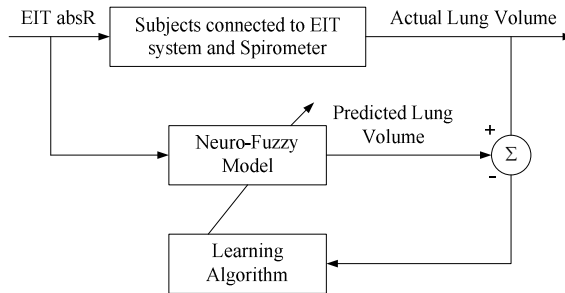 EIT absR
Subjects connected to EIT
system and Spirometer
Actual Lung Volume
Neuro-Fuzzy
Model
Predicted Lung
Volume
+
Σ
-
Learning
Algorithm